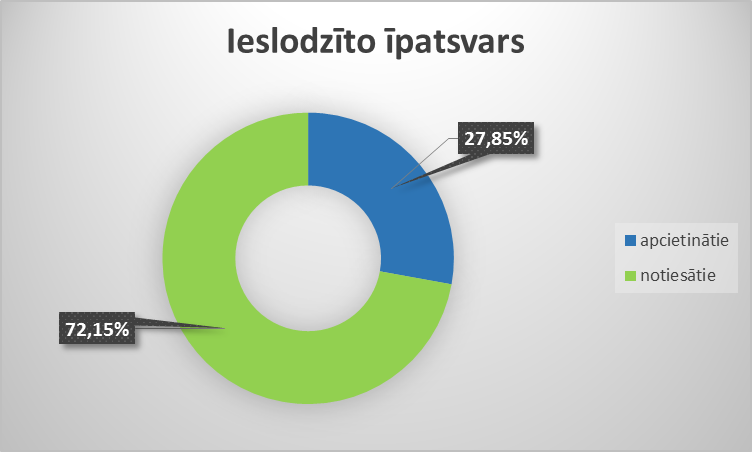 Ieslodzīto īpatsvars
27,85%
apcietinātie
notiesātie
72,15%